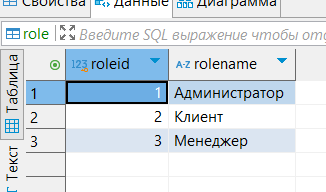 Свойства Данные Диаграмма
role Введите SQL выражение чтобы
123 roleid A-Z rolename
1 1 Администратор
2 2 Клиент
3 3 Менеджер
Таблица
Текст